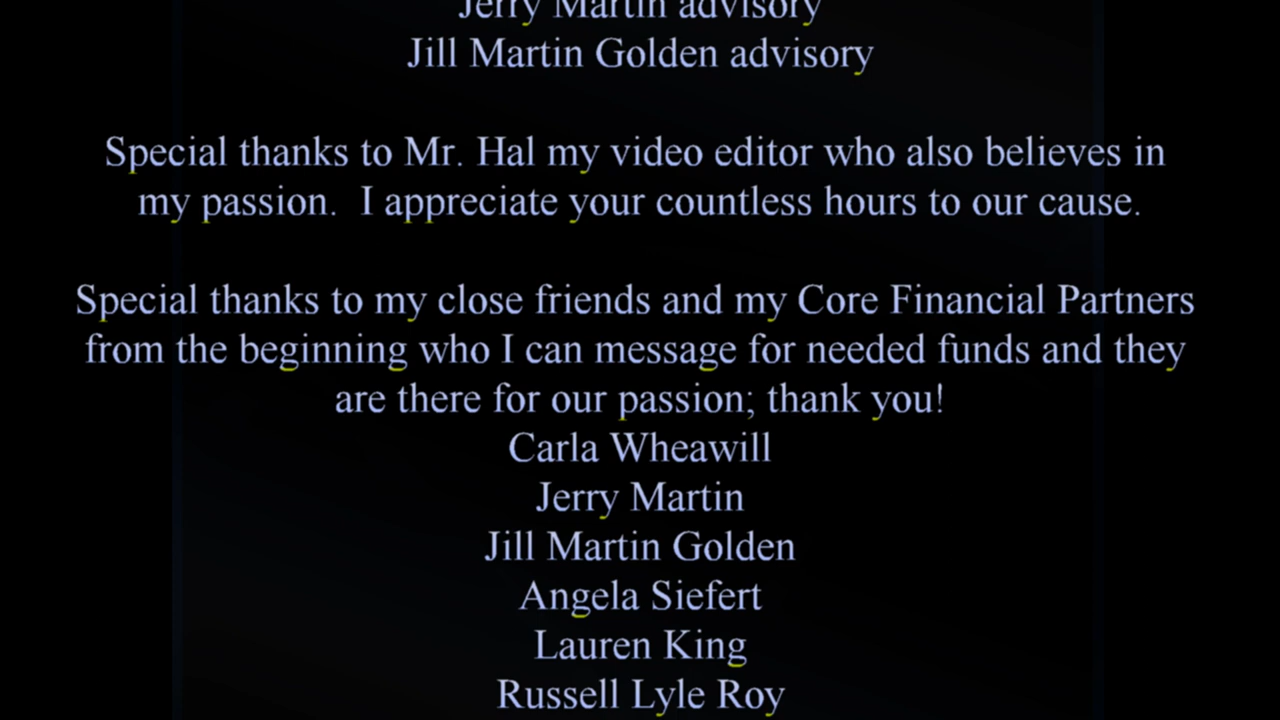 Jerry Martin advisory
Jill Martin Golden advisory
Special thanks to Mr. Hal my video editor who also believes in
my passion.  I appreciate your countless hours to our cause.
Special thanks to my close friends and my Core Financial Partners
from the beginning who I can message for needed funds and they
are there for our passion; thank you!
Carla Wheawill
Jerry Martin
Jill Martin Golden
Angela Siefert
Lauren King
Russell Lyle Roy